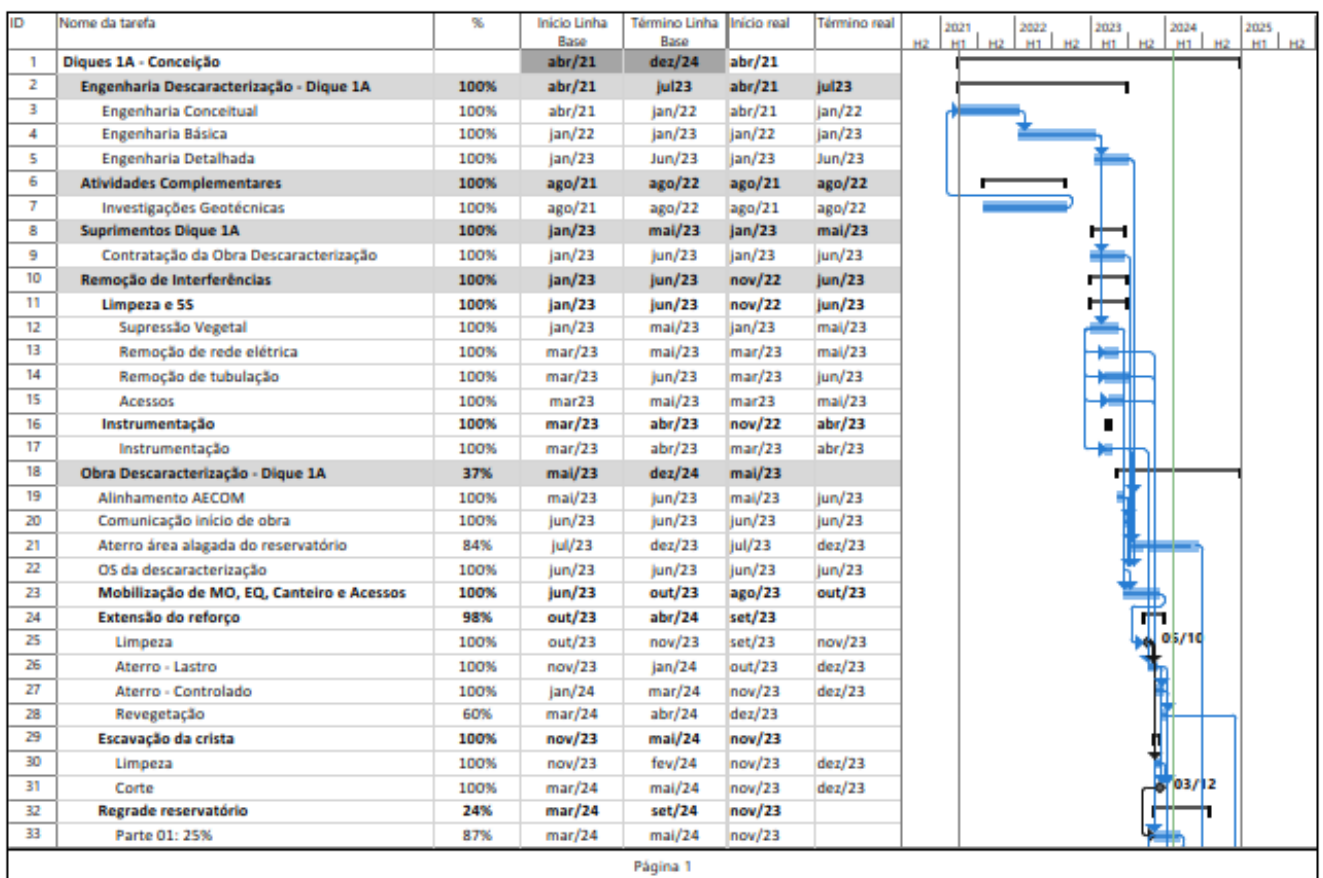 ID Nome da tarefa % Início Linha Base Término Linha Base Início real Término real 2021 2022 2023 2024 2025
H2 H1 H2 H1 H2 H1 H2 H1 H2 H1 H2
1 Diques 1A - Conceição abr/21 dez/24 abr/21
2 Engenharia Descaracterização - Dique 1A 100% abr/21 jul23 abr/21 jul23
3 Engenharia Conceitual 100% abr/21 jan/22 abr/21 jan/22
4 Engenharia Básica 100% jan/22 jan/23 jan/22 jan/23
5 Engenharia Detalhada 100% jan/23 Jun/23 jan/23 Jun/23
6 Atividades Complementares 100% ago/21 ago/22 ago/21 ago/22
7 Investigações Geotécnicas 100% ago/21 ago/22 ago/21 ago/22
8 Suprimentos Dique 1A 100% jan/23 mai/23 jan/23 mai/23
9 Contratação da Obra Descaracterização 100% jan/23 jun/23 jan/23 jun/23
10 Remoção de Interferências 100% jan/23 jun/23 nov/22 jun/23
11 Limpeza e 5S 100% jan/23 jun/23 nov/22 jun/23
12 Supressão Vegetal 100% jan/23 mai/23 jan/23 mai/23
13 Remoção de rede elétrica 100% mar/23 mai/23 mar/23 mai/23
14 Remoção de tubulação 100% mar/23 jun/23 mar/23 jun/23
15 Acessos 100% mar23 mai/23 mar23 mai/23
16 Instrumentação 100% mar/23 abr/23 nov/22 abr/23
17 Instrumentação 100% mar/23 abr/23 mar/23 abr/23
18 Obra Descaracterização - Dique 1A 37% mai/23 dez/24 mai/23
19 Alinhamento AECOM 100% mai/23 jun/23 mai/23 jun/23
20 Comunicação início de obra 100% jun/23 jun/23 jun/23 jun/23
21 Aterro área alagada do reservatório 84% jul/23 dez/23 jul/23 dez/23
22 OS da descaracterização 100% jun/23 jun/23 jun/23 jun/23
23 Mobilização de MO, EQ, Canteiro e Acessos 100% jun/23 out/23 ago/23 out/23
24 Extensão do reforço 98% out/23 abr/24 set/23
25 Limpeza 100% out/23 nov/23 set/23 nov/23 05/10
26 Aterro - Lastro 100% nov/23 jan/24 out/23 dez/23
27 Aterro - Controlado 100% jan/24 mar/24 nov/23 dez/23
28 Revegetação 60% mar/24 abr/24 dez/23
29 Escavação da crista 100% nov/23 mai/24 nov/23
30 Limpeza 100% nov/23 fev/24 nov/23 dez/23
31 Corte 100% mar/24 mai/24 nov/23 dez/23 03/12
32 Regrade reservatório 24% mar/24 set/24 nov/23
33 Parte 01: 25% 87% mar/24 mai/24 nov/23
Página 1